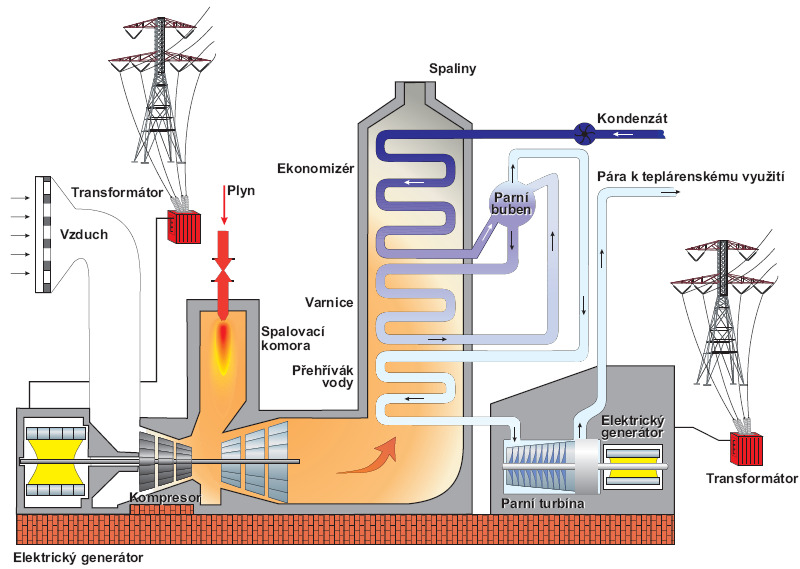 Spaliny
Kondenzát
Ekonomizér
Pára k teplárenskému využití
Transformátor
Plyn
Parní
buben
Vzduch
Varnice
Spalovací
komora
Přehřívák
vody
Elektrický
generátor
Transformátor
Kompresor
Parní turbína
Elektrický generátor